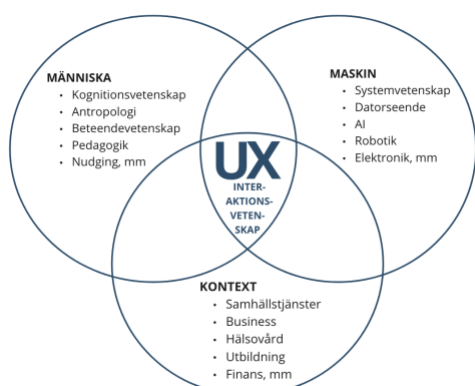 MÄNNISKA
• Kognitionsvetenskap
• Antropologi
• Beteendevetenskap
• Pedagogik
• Nudging, mm
MASKIN
• Systemvetenskap
• Datorseende
• AI
• Robotik
• Elektronik, mm
UX
INTER-
AKTIONS-
VETEN-
SKAP
KONTEXT
• Samhällstjänster
• Business
• Hälsovård
• Utbildning
• Finans, mm